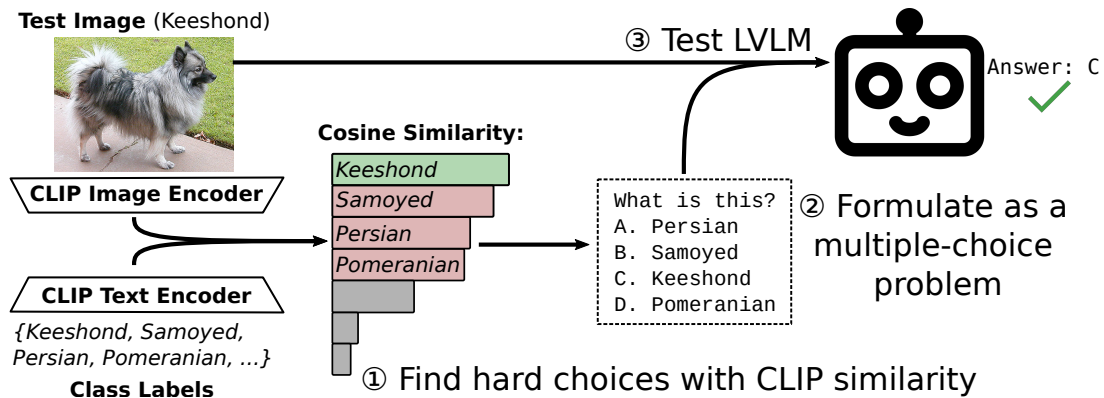 Test Image (Keeshond)
CLIP Image Encoder
CLIP Text Encoder
{Keeshond, Samoyed,
Persian, Pomeranian, ...}
Class Labels
Cosine Similarity:
Keeshond
Samoyed
Persian
Pomeranian
① Find hard choices with CLIP similarity
What is this?
A. Persian
B. Samoyed
C. Keeshond
D. Pomeranian
② Formulate as a
multiple-choice
problem
③ Test LVLM
Answer: C